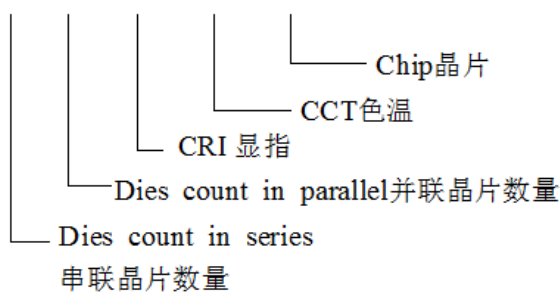 Chip晶片
CCT色温
CRI 显指
Dies count in parallel并联晶片数量
Dies count in series
串联晶片数量